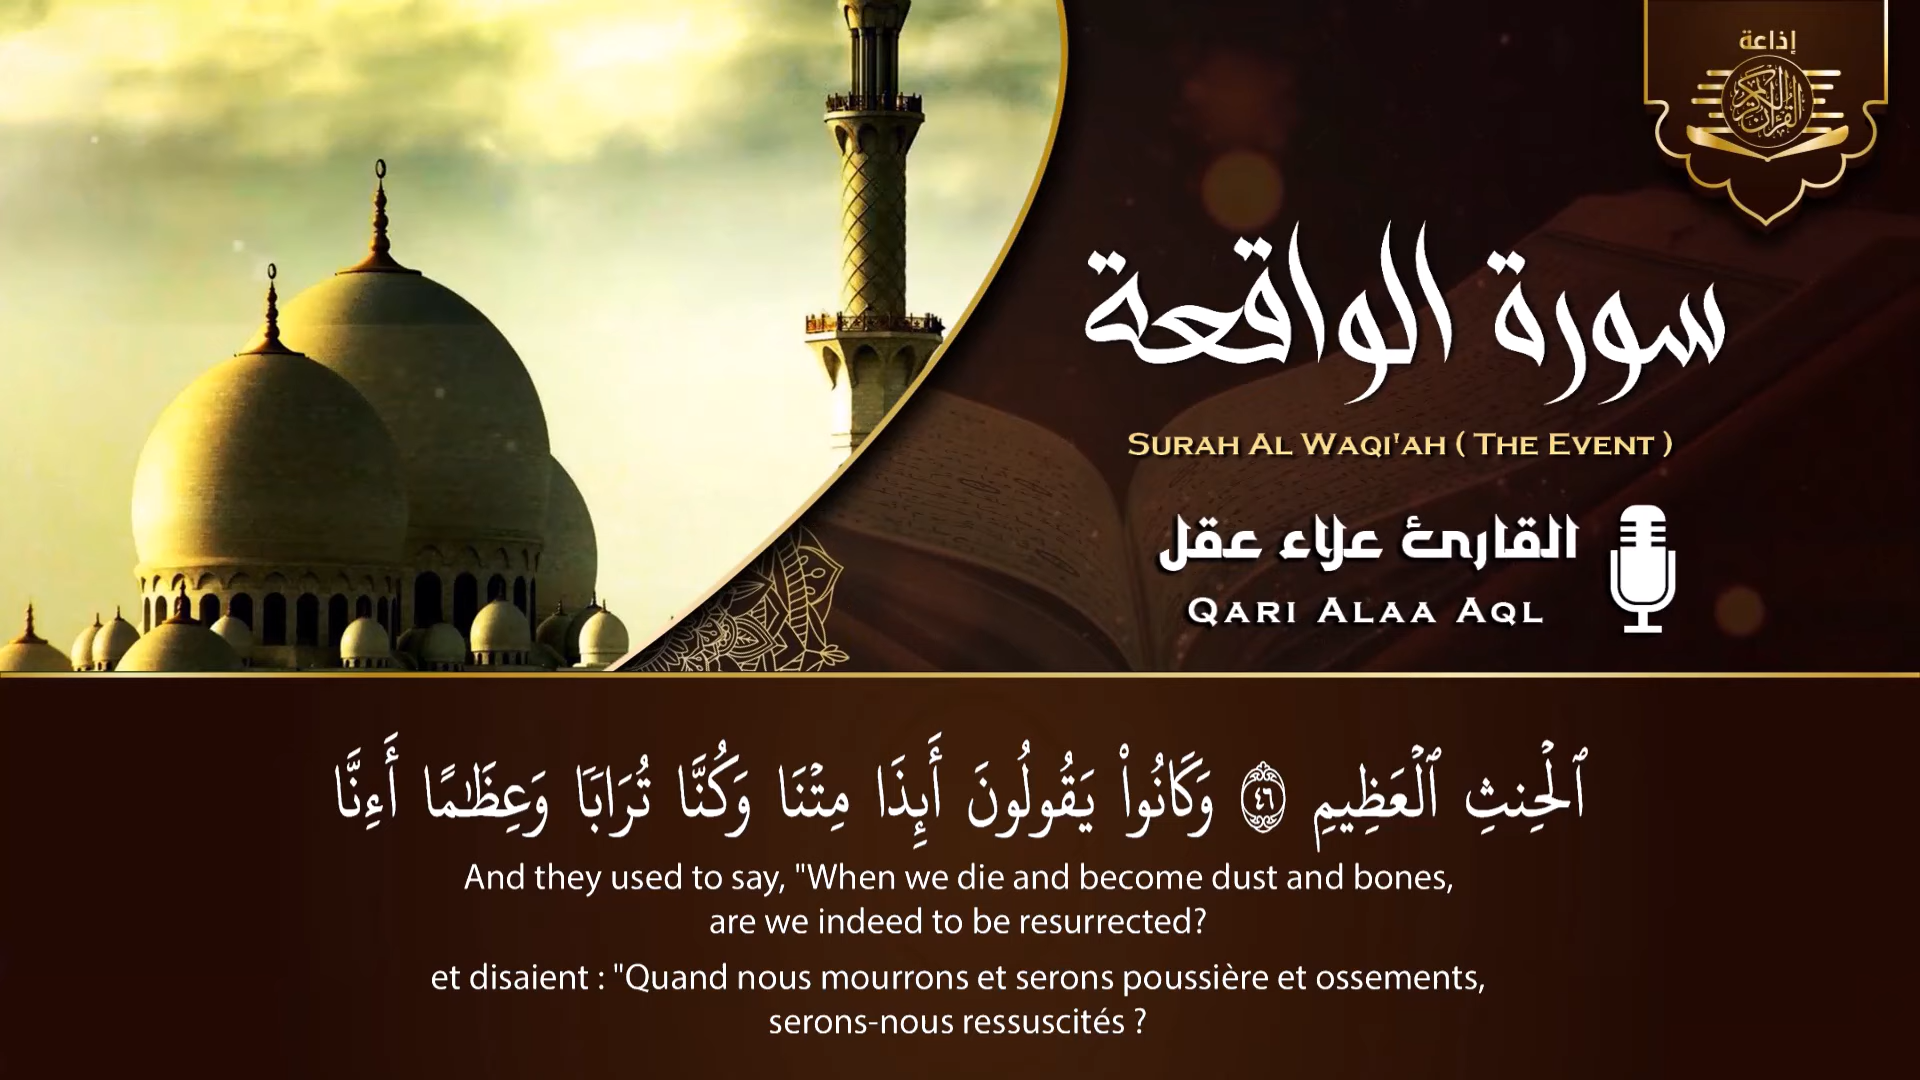 إذاعة
القرآن الكريم
سورة الواقعة
SURAH AL WAQI'AH ( THE EVENT )
القارئ علاء عقل
QARI ALAA AQL
ٱلْحِنثِ ٱلْعَظِيمِ ٤٦ وَكَانُوا۟ يَقُولُونَ أَئِذَا مِتْنَا وَكُنَّا تُرَابًا وَعِظَٰمًا أَءِنَّا
And they used to say, "When we die and become dust and bones,
are we indeed to be resurrected?
et disaient : "Quand nous mourrons et serons poussière et ossements,
serons-nous ressuscités ?